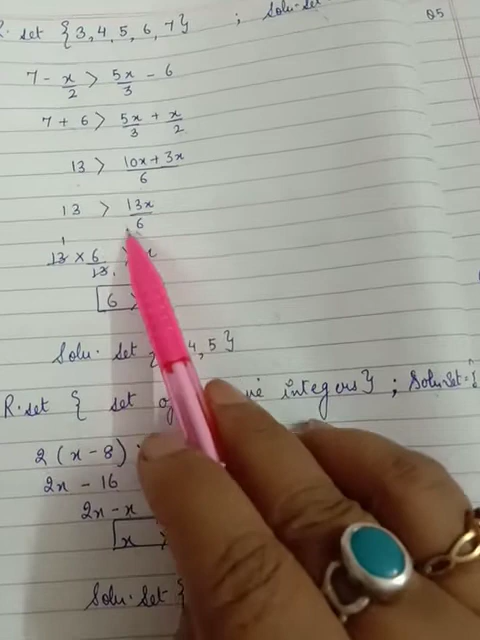 R. set {3, 4, 5, 6, 7} ; Solu. Set
Q5
7 - x/2 > 5x/3 - 6
7 + 6 > 5x/3 + x/2
13 > 10x + 3x/6
13 > 13x/6
13 × 6/13 > x
6 >
Solu. Set 4, 5}
R. set { set of ve integers} ; Solu Set = {
2 (x - 8)
2x - 16
2x - x
x >
Solu. Set {